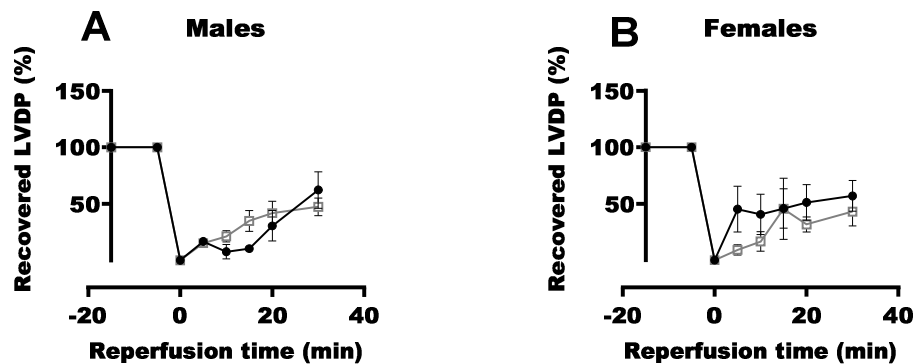 A Males
Recovered LVDP (%)
150
100
50
-20 0 20 40
Reperfusion time (min)
B Females
Recovered LVDP (%)
150
100
50
-20 0 20 40
Reperfusion time (min)